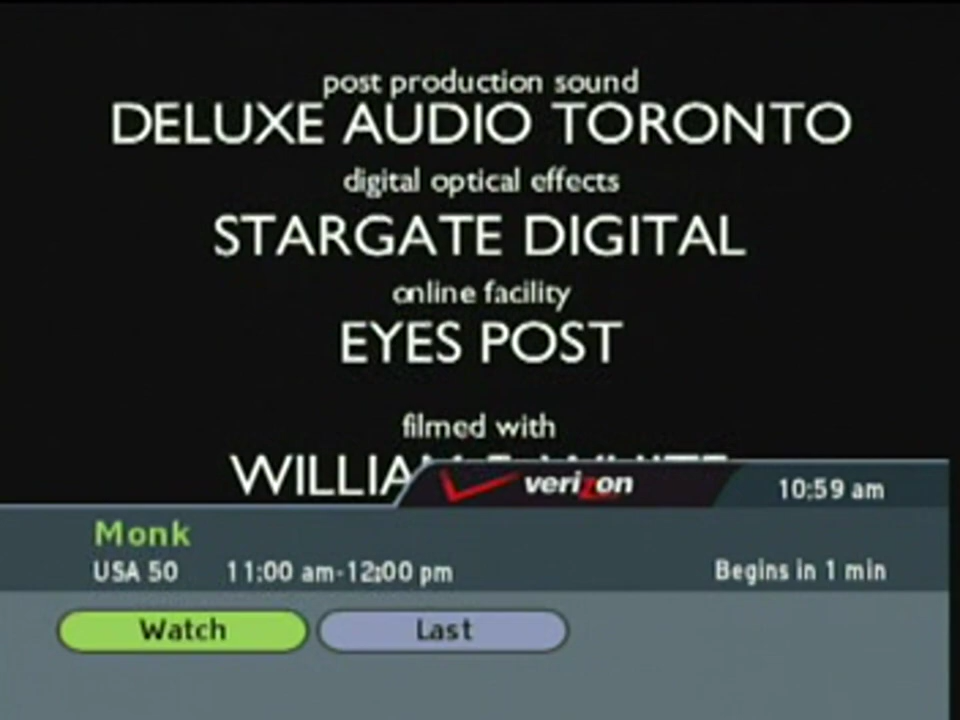 post production sound
DELUXE AUDIO TORONTO
digital optical effects
STARGATE DIGITAL
online facility
EYES POST
filmed with
verizon
10:59 am
Monk
USA 50 11:00 am-12:00 pm Begins in 1 min
Watch Last